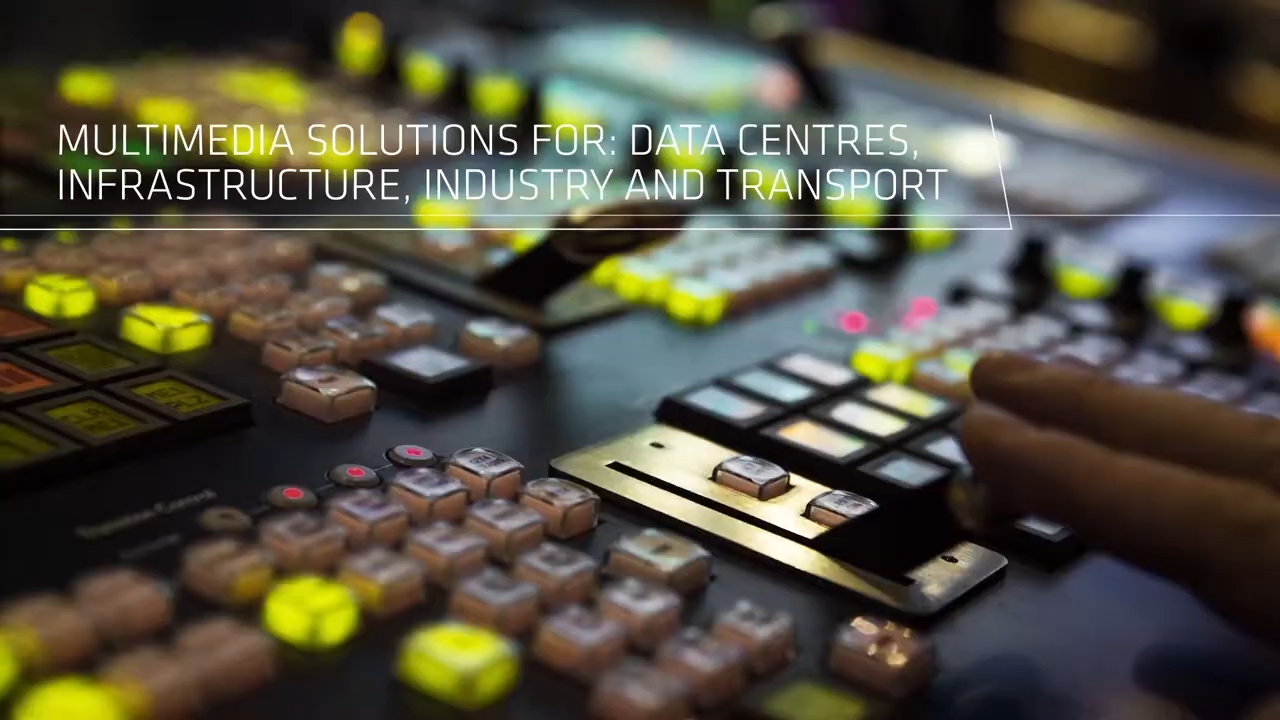 MULTIMEDIA SOLUTIONS FOR: DATA CENTRES,
INFRASTRUCTURE, INDUSTRY AND TRANSPORT